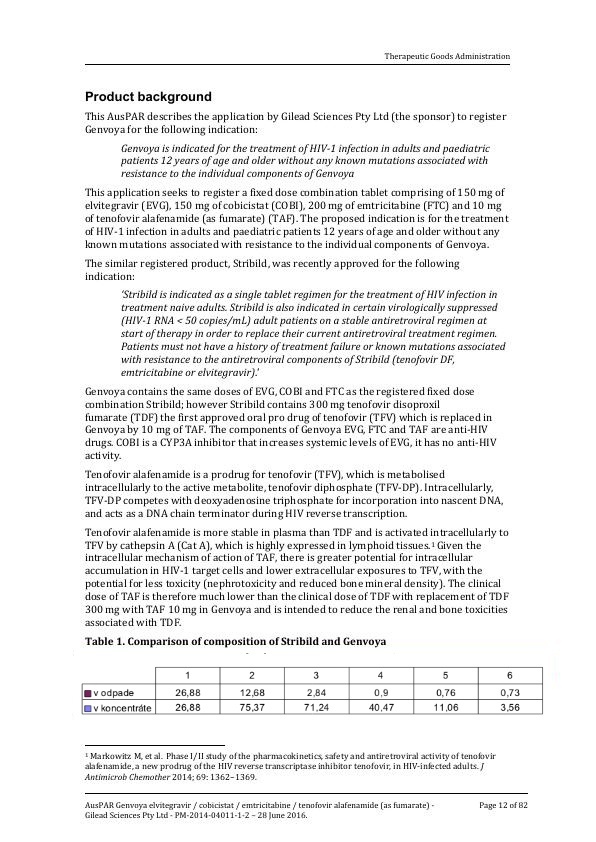 Therapeutic Goods Administration
Product background
This AusPAR describes the application by Gilead Sciences Pty Ltd (the sponsor) to register
Genvoya for the following indication:
Genvoya is indicated for the treatment of HIV-1 infection in adults and paediatric
patients 12 years of age and older without any known mutations associated with
resistance to the individual components of Genvoya
This application seeks to register a fixed dose combination tablet comprising of 150 mg of
elvitegravir (EVG), 150 mg of cobicistat (COBI), 200 mg of emtricitabine (FTC) and 10 mg
of tenofovir alafenamide (as fumarate) (TAF). The proposed indication is for the treatment
of HIV-1 infection in adults and paediatric patients 12 years of age and older without any
known mutations associated with resistance to the individual components of Genvoya.
The similar registered product, Stribild, was recently approved for the following
indication:
'Stribild is indicated as a single tablet regimen for the treatment of HIV infection in
treatment naive adults. Stribild is also indicated in certain virologically suppressed
(HIV-1 RNA < 50 copies/mL) adult patients on a stable antiretroviral regimen at
start of therapy in order to replace their current antiretroviral treatment regimen.
Patients must not have a history of treatment failure or known mutations associated
with resistance to the antiretroviral components of Stribild (tenofovir DF,
emtricitabine or elvitegravir).'
Genvoya contains the same doses of EVG, COBI and FTC as the registered fixed dose
combination Stribild; however Stribild contains 300 mg tenofovir disoproxil
fumarate (TDF) the first approved oral pro drug of tenofovir (TFV) which is replaced in
Genvoya by 10 mg of TAF. The components of Genvoya EVG, FTC and TAF are anti-HIV
drugs. COBI is a CYP3A inhibitor that increases systemic levels of EVG, it has no anti-HIV
activity.
Tenofovir alafenamide is a prodrug for tenofovir (TFV), which is metabolised
intracellularly to the active metabolite, tenofovir diphosphate (TFV-DP). Intracellularly,
TFV-DP competes with deoxyadenosine triphosphate for incorporation into nascent DNA,
and acts as a DNA chain terminator during HIV reverse transcription.
Tenofovir alafenamide is more stable in plasma than TDF and is activated intracellularly to
TFV by cathepsin A (Cat A), which is highly expressed in lymphoid tissues.¹ Given the
intracellular mechanism of action of TAF, there is greater potential for intracellular
accumulation in HIV-1 target cells and lower extracellular exposures to TFV, with the
potential for less toxicity (nephrotoxicity and reduced bone mineral density). The clinical
dose of TAF is therefore much lower than the clinical dose of TDF with replacement of TDF
300 mg with TAF 10 mg in Genvoya and is intended to reduce the renal and bone toxicities
associated with TDF.
Table 1. Comparison of composition of Stribild and Genvoya
1 2 3 4 5 6
v odpade 26,88 12,68 2,84 0,9 0,76 0,73
v koncentráte 26,88 75,37 71,24 40,47 11,06 3,56
¹ Markowitz M, et al. Phase I/II study of the pharmacokinetics, safety and antiretroviral activity of tenofovir
alafenamide, a new prodrug of the HIV reverse transcriptase inhibitor tenofovir, in HIV-infected adults. J
Antimicrob Chemother 2014; 69: 1362–1369.
AusPAR Genvoya elvitegravir / cobicistat / emtricitabine / tenofovir alafenamide (as fumarate) - Page 12 of 82
Gilead Sciences Pty Ltd - PM-2014-04011-1-2 – 28 June 2016.